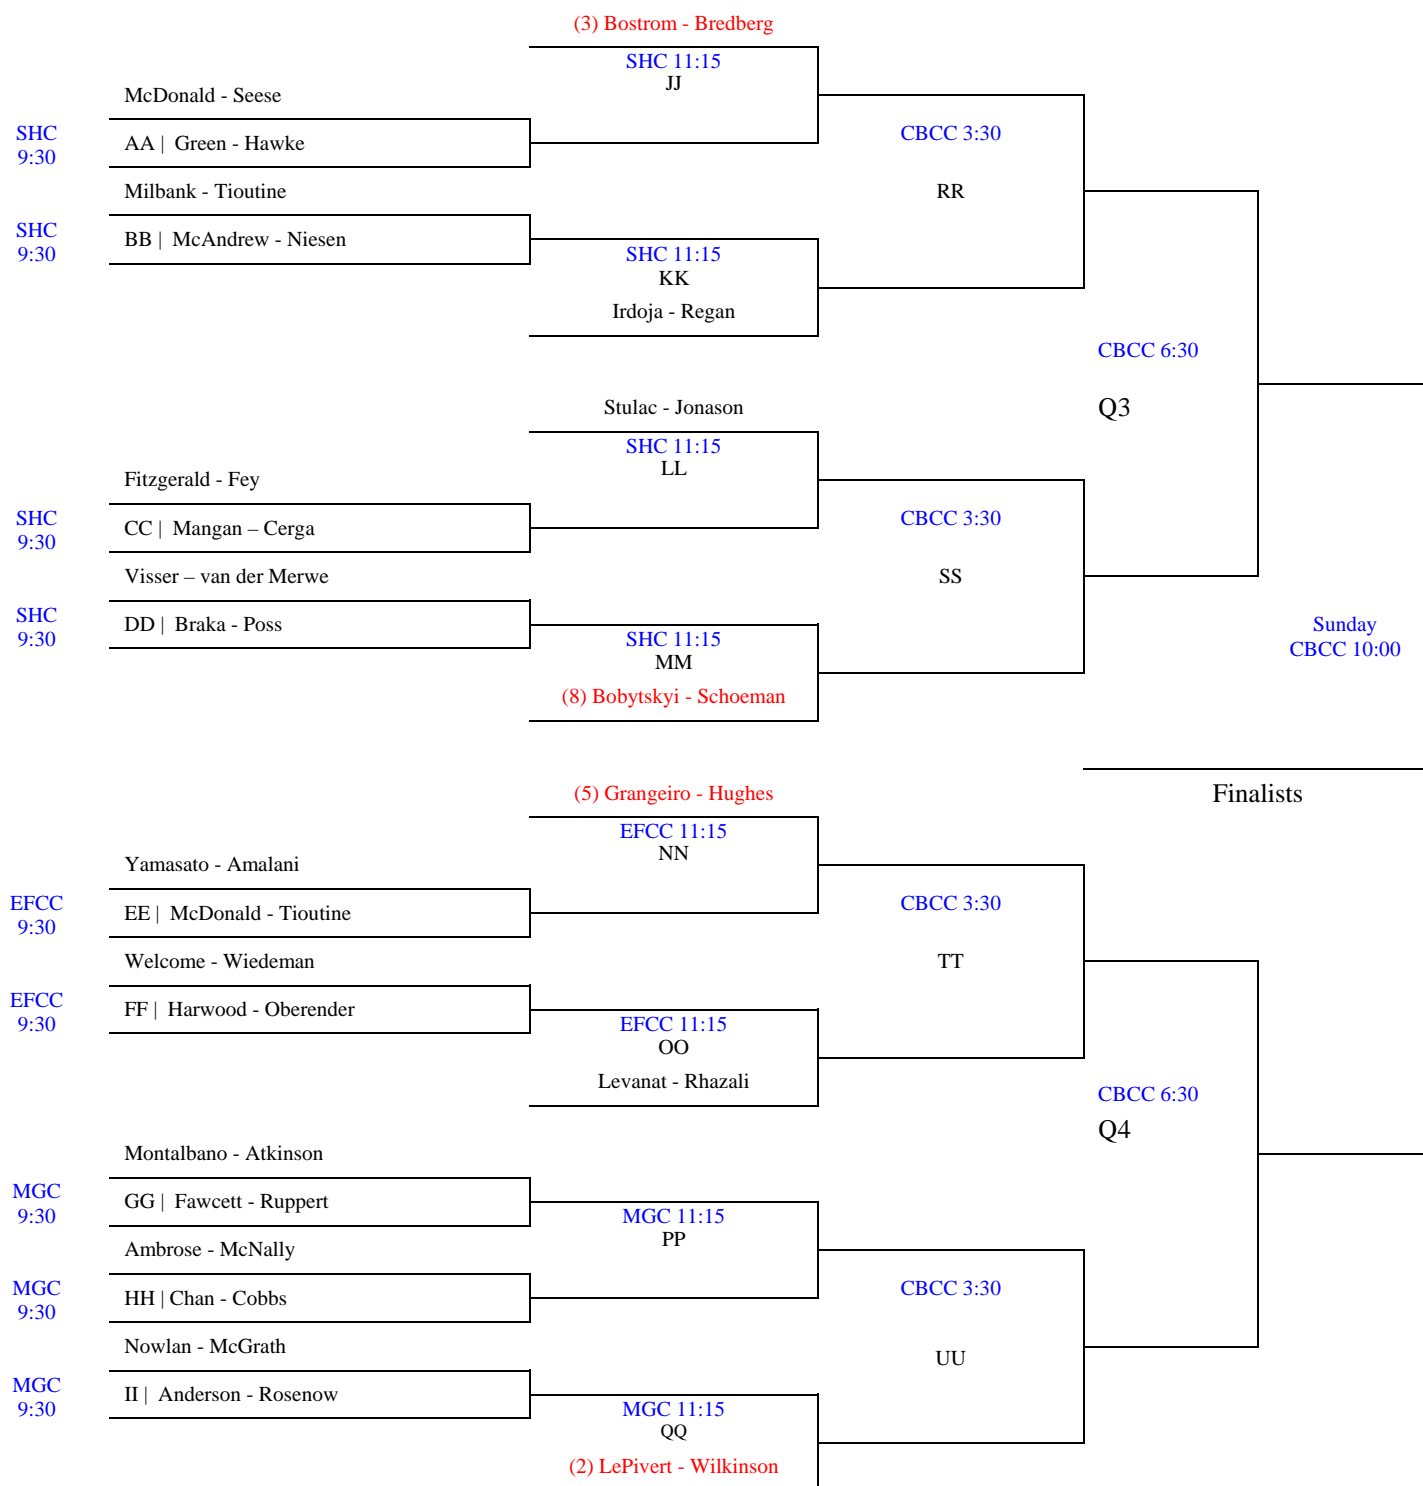 (3) Bostrom - Bredberg
SHC 11:15
JJ
McDonald - Seese
SHC
9:30
AA | Green - Hawke
CBCC 3:30
Milbank - Tioutine
RR
SHC
9:30
BB | McAndrew - Niesen
SHC 11:15
KK
Irdoja - Regan
CBCC 6:30
Q3
Stulac - Jonason
SHC 11:15
LL
Fitzgerald - Fey
SHC
9:30
CC | Mangan – Cerga
CBCC 3:30
Visser – van der Merwe
SS
SHC
9:30
DD | Braka - Poss
SHC 11:15
MM
Sunday
CBCC 10:00
(8) Bobytskyi - Schoeman
(5) Grangeiro - Hughes
Finalists
EFCC 11:15
NN
Yamasato - Amalani
EFCC
9:30
EE | McDonald - Tioutine
CBCC 3:30
Welcome - Wiedeman
TT
EFCC
9:30
FF | Harwood - Oberender
EFCC 11:15
OO
Levanat - Rhazali
CBCC 6:30
Q4
Montalbano - Atkinson
MGC
9:30
GG | Fawcett - Ruppert
MGC 11:15
PP
Ambrose - McNally
MGC
9:30
HH | Chan - Cobbs
CBCC 3:30
Nowlan - McGrath
UU
MGC
9:30
II | Anderson - Rosenow
MGC 11:15
QQ
(2) LePivert - Wilkinson